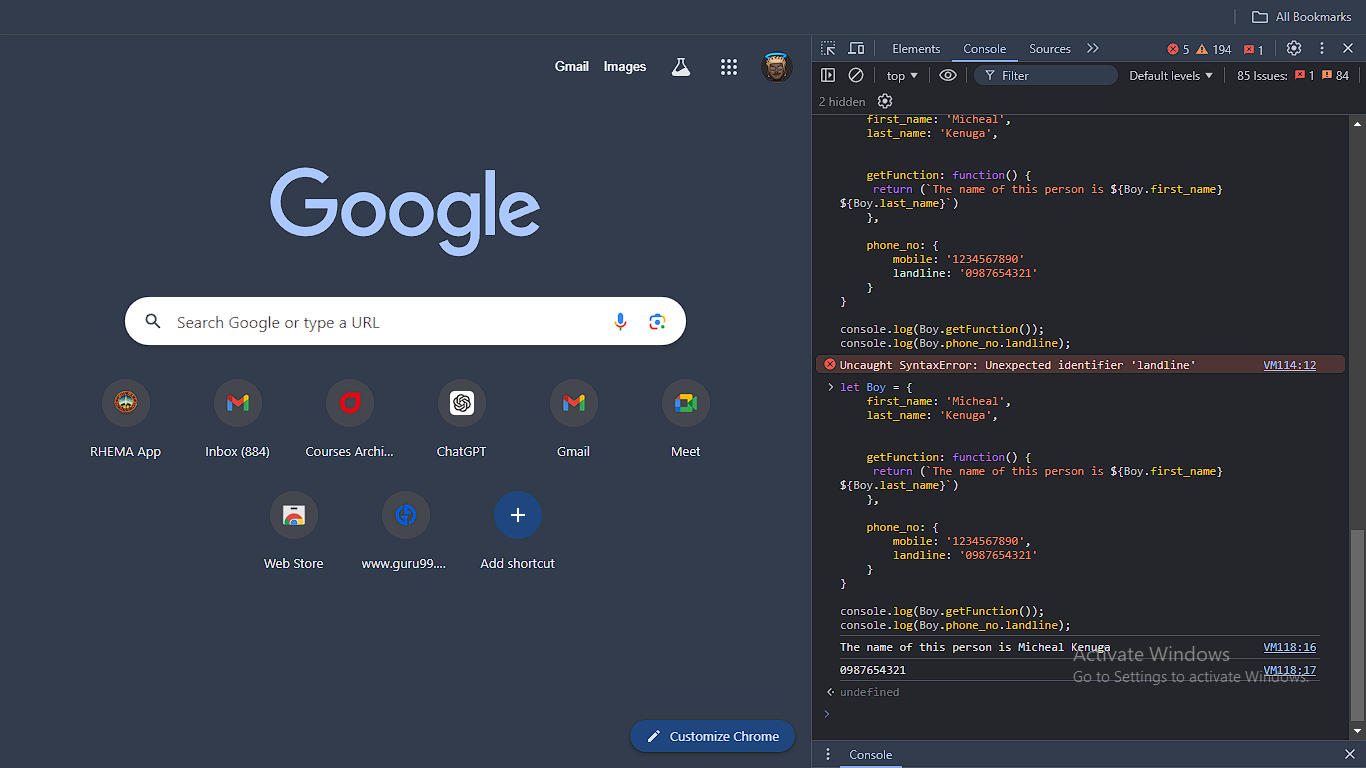 All Bookmarks
Gmail Images
Google
Search Google or type a URL
RHEMA App
Inbox (884)
Courses Archi...
ChatGPT
Gmail
Meet
Web Store
www.guru99....
Add shortcut
Customize Chrome
Elements Console Sources 5 194 1
top Filter Default levels 85 Issues: 1 84
2 hidden
first_name: 'Micheal',
last_name: 'Kenuga',
getFunction: function() {
return (`The name of this person is ${Boy.first_name}
${Boy.last_name}`)
},
phone_no: {
mobile: '1234567890'
landline: '0987654321'
}
}
console.log(Boy.getFunction());
console.log(Boy.phone_no.landline);
Uncaught SyntaxError: Unexpected identifier 'landline' VM114:12
> let Boy = {
first_name: 'Micheal',
last_name: 'Kenuga',
getFunction: function() {
return (`The name of this person is ${Boy.first_name}
${Boy.last_name}`)
},
phone_no: {
mobile: '1234567890',
landline: '0987654321'
}
}
console.log(Boy.getFunction());
console.log(Boy.phone_no.landline);
The name of this person is Micheal Kenuga VM118:16
0987654321 VM118:17
undefined
>
Activate Windows
Go to Settings to activate Windows.
Console